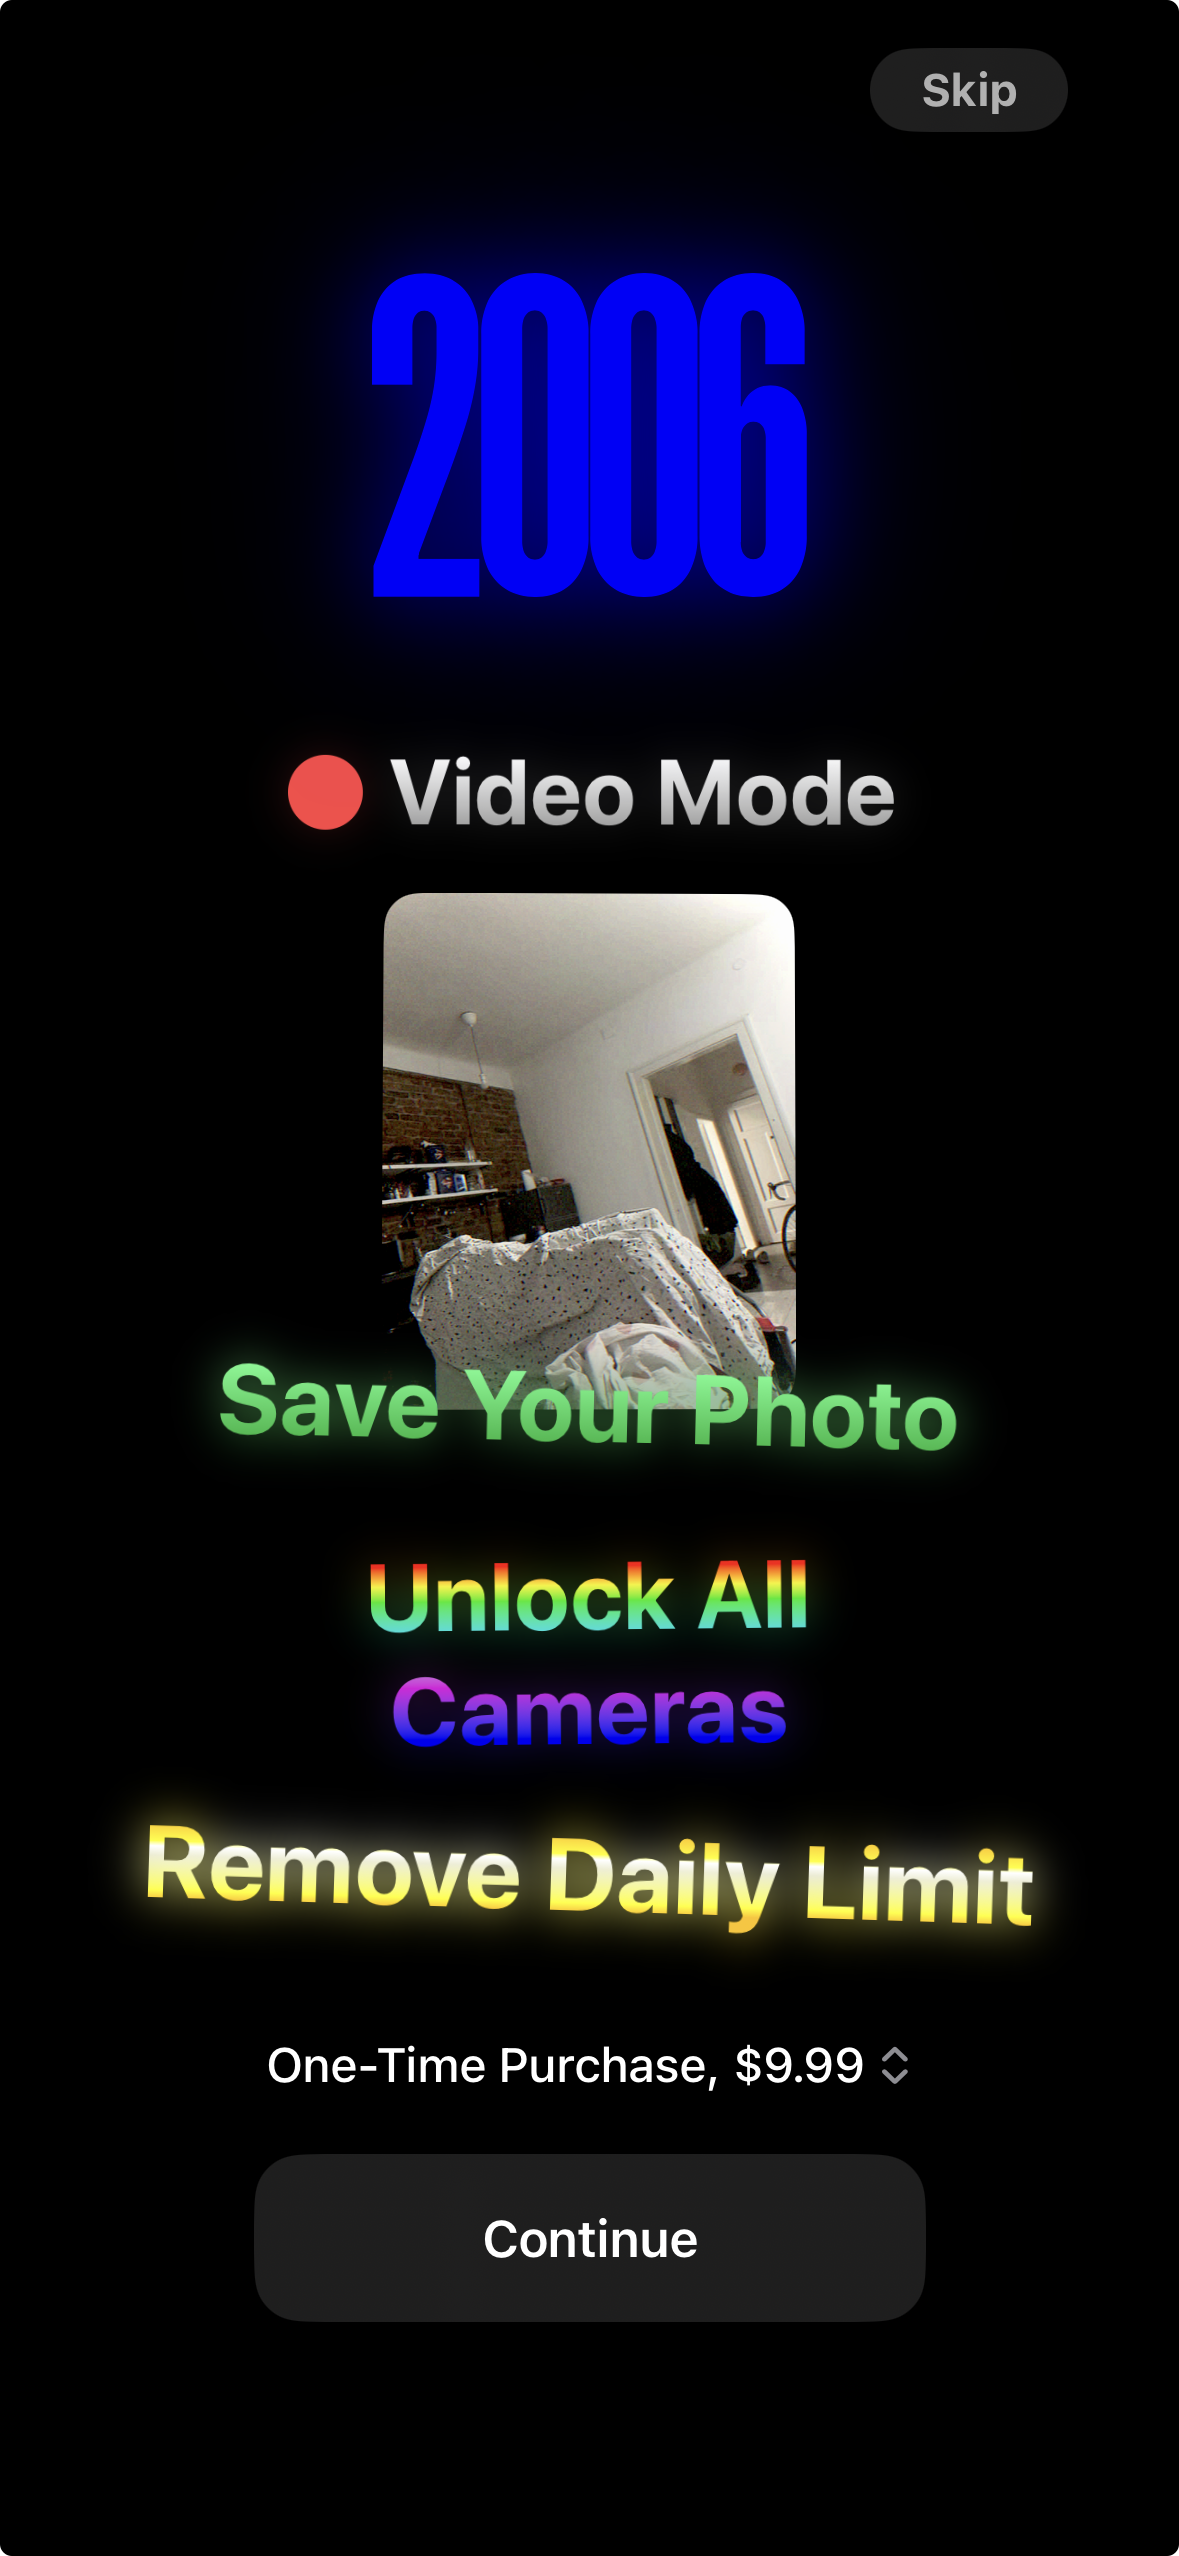 Skip
2006
Video Mode
Save Your Photo
Unlock All
Cameras
Remove Daily Limit
One-Time Purchase, $9.99
Continue